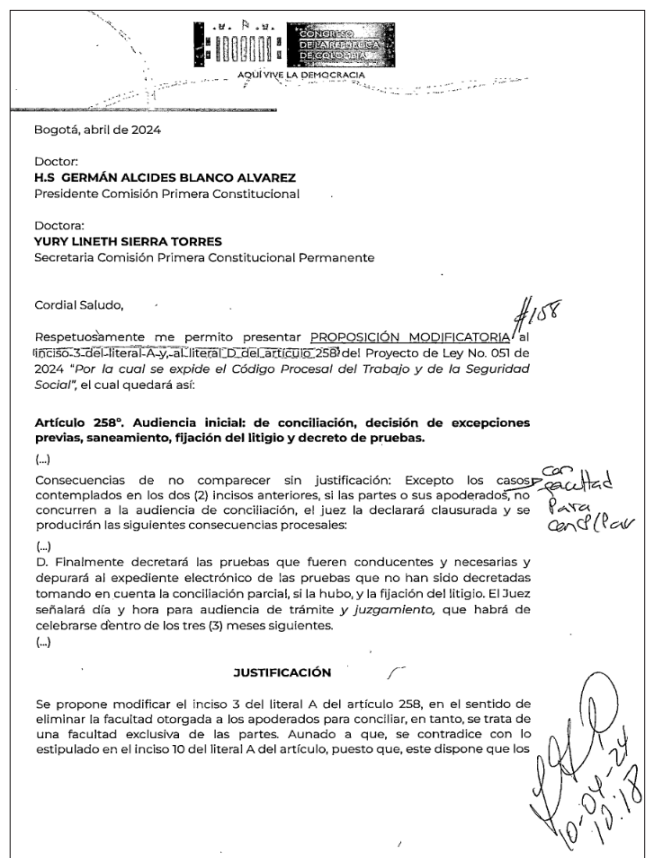 CONGRESO
DE LA REPÚBLICA
DE COLOMBIA
AQUÍ VIVE LA DEMOCRACIA
Bogotá, abril de 2024
Doctor:
H.S GERMÁN ALCIDES BLANCO ALVAREZ
Presidente Comisión Primera Constitucional
Doctora:
YURY LINETH SIERRA TORRES
Secretaria Comisión Primera Constitucional Permanente
Cordial Saludo,
#158
Respetuosamente me permito presentar PROPOSICIÓN MODIFICATORIA al
inciso 3 del literal A y, al literal D del artículo 258 del Proyecto de Ley No. 051 de
2024 "Por la cual se expide el Código Procesal del Trabajo y de la Seguridad
Social", el cual quedará así:
Artículo 258º. Audiencia inicial: de conciliación, decisión de excepciones
previas, saneamiento, fijación del litigio y decreto de pruebas.
(...)
Consecuencias de no comparecer sin justificación: Excepto los casos
contemplados en los dos (2) incisos anteriores, si las partes o sus apoderados, no
concurren a la audiencia de conciliación, el juez la declarará clausurada y se
producirán las siguientes consecuencias procesales:
con
facultad
para
conciliar
(...)
D. Finalmente decretará las pruebas que fueren conducentes y necesarias y
depurará al expediente electrónico de las pruebas que no han sido decretadas
tomando en cuenta la conciliación parcial, si la hubo, y la fijación del litigio. El Juez
señalará día y hora para audiencia de trámite y juzgamiento, que habrá de
celebrarse dentro de los tres (3) meses siguientes.
(...)
JUSTIFICACIÓN
Se propone modificar el inciso 3 del literal A del artículo 258, en el sentido de
eliminar la facultad otorgada a los apoderados para conciliar, en tanto, se trata de
una facultad exclusiva de las partes. Aunado a que, se contradice con lo
estipulado en el inciso 10 del literal A del artículo, puesto que, este dispone que los
10-04-24
10:18